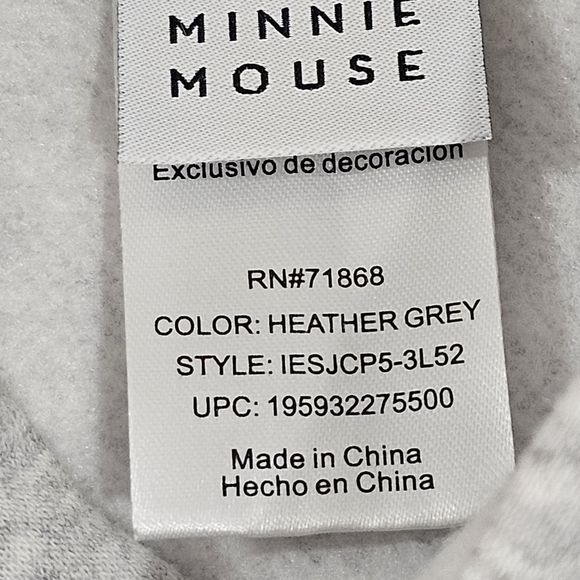 MINNIE
MOUSE
Exclusivo de decoración
RN#71868
COLOR: HEATHER GREY
STYLE: IESJCP5-3L52
UPC: 195932275500
Made in China
Hecho en China